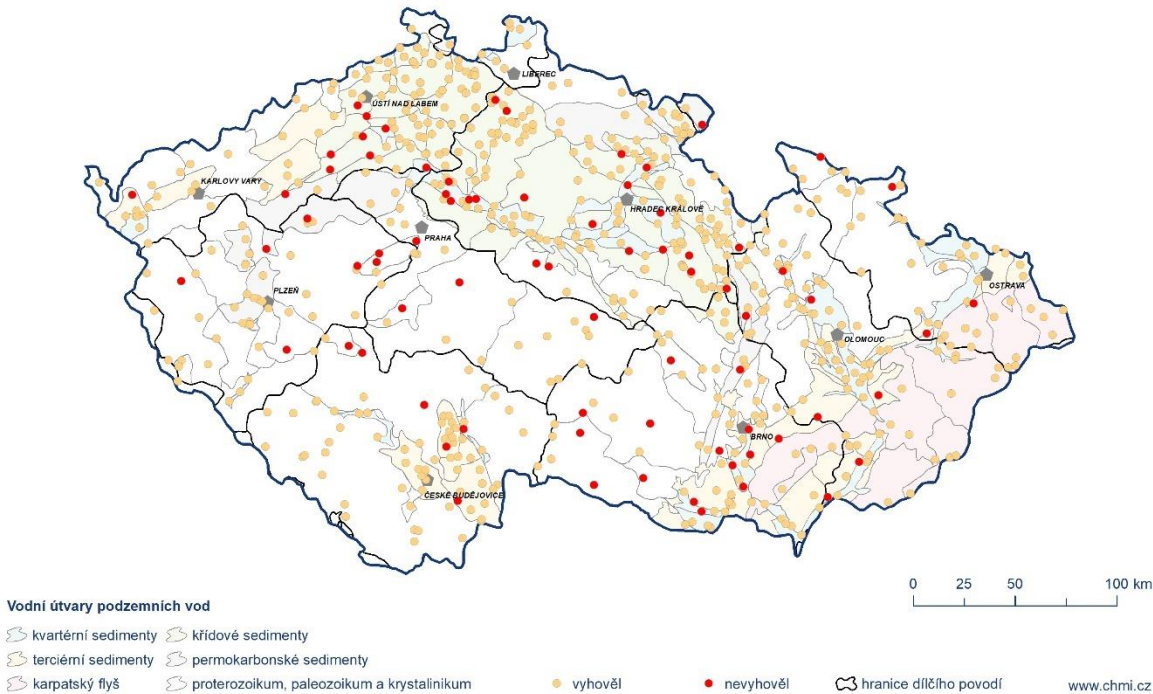 LIBEREC
ÚSTÍ NAD LABEM
KARLOVY VARY
HRADEC KRÁLOVÉ
PRAHA
PLZEŇ
OSTRAVA
OLOMOUC
BRNO
ČESKÉ BUDĚJOVICE
0 25 50 100 km
Vodní útvary podzemních vod
kvartérní sedimenty křídové sedimenty
terciérní sedimenty permokarbonské sedimenty
karpatský flyš proterozoikum, paleozoikum a krystalinikum vyhověl nevyhověl hranice dílčího povodí www.chmi.cz